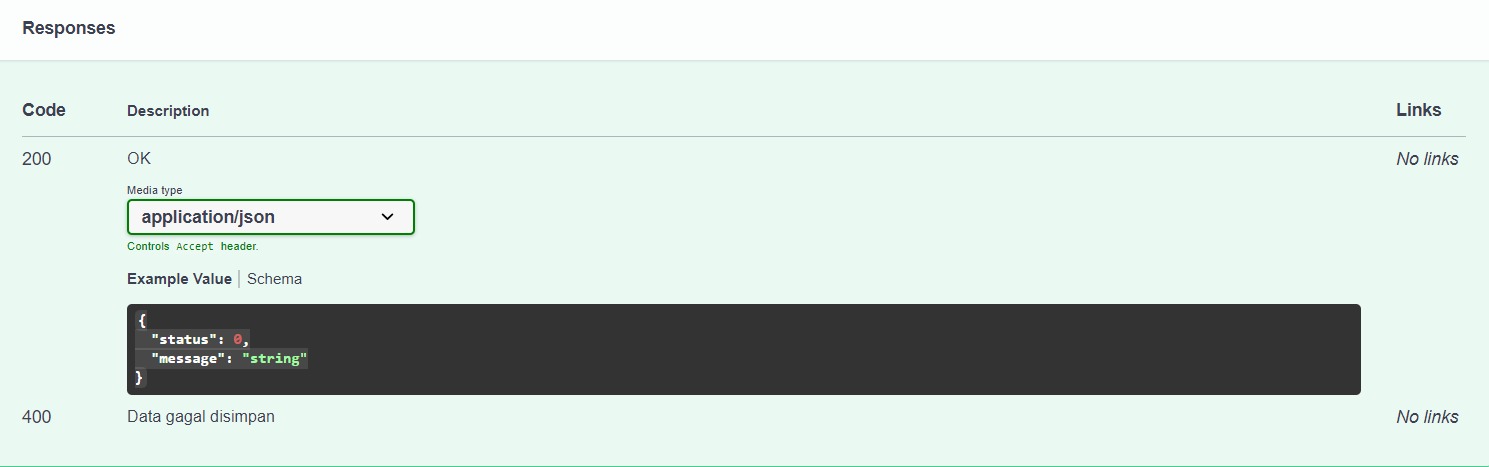 Responses
Code Description Links
200 OK No links
Media type
application/json
Controls Accept header.
Example Value Schema
{
"status": 0,
"message": "string"
}
400 Data gagal disimpan No links